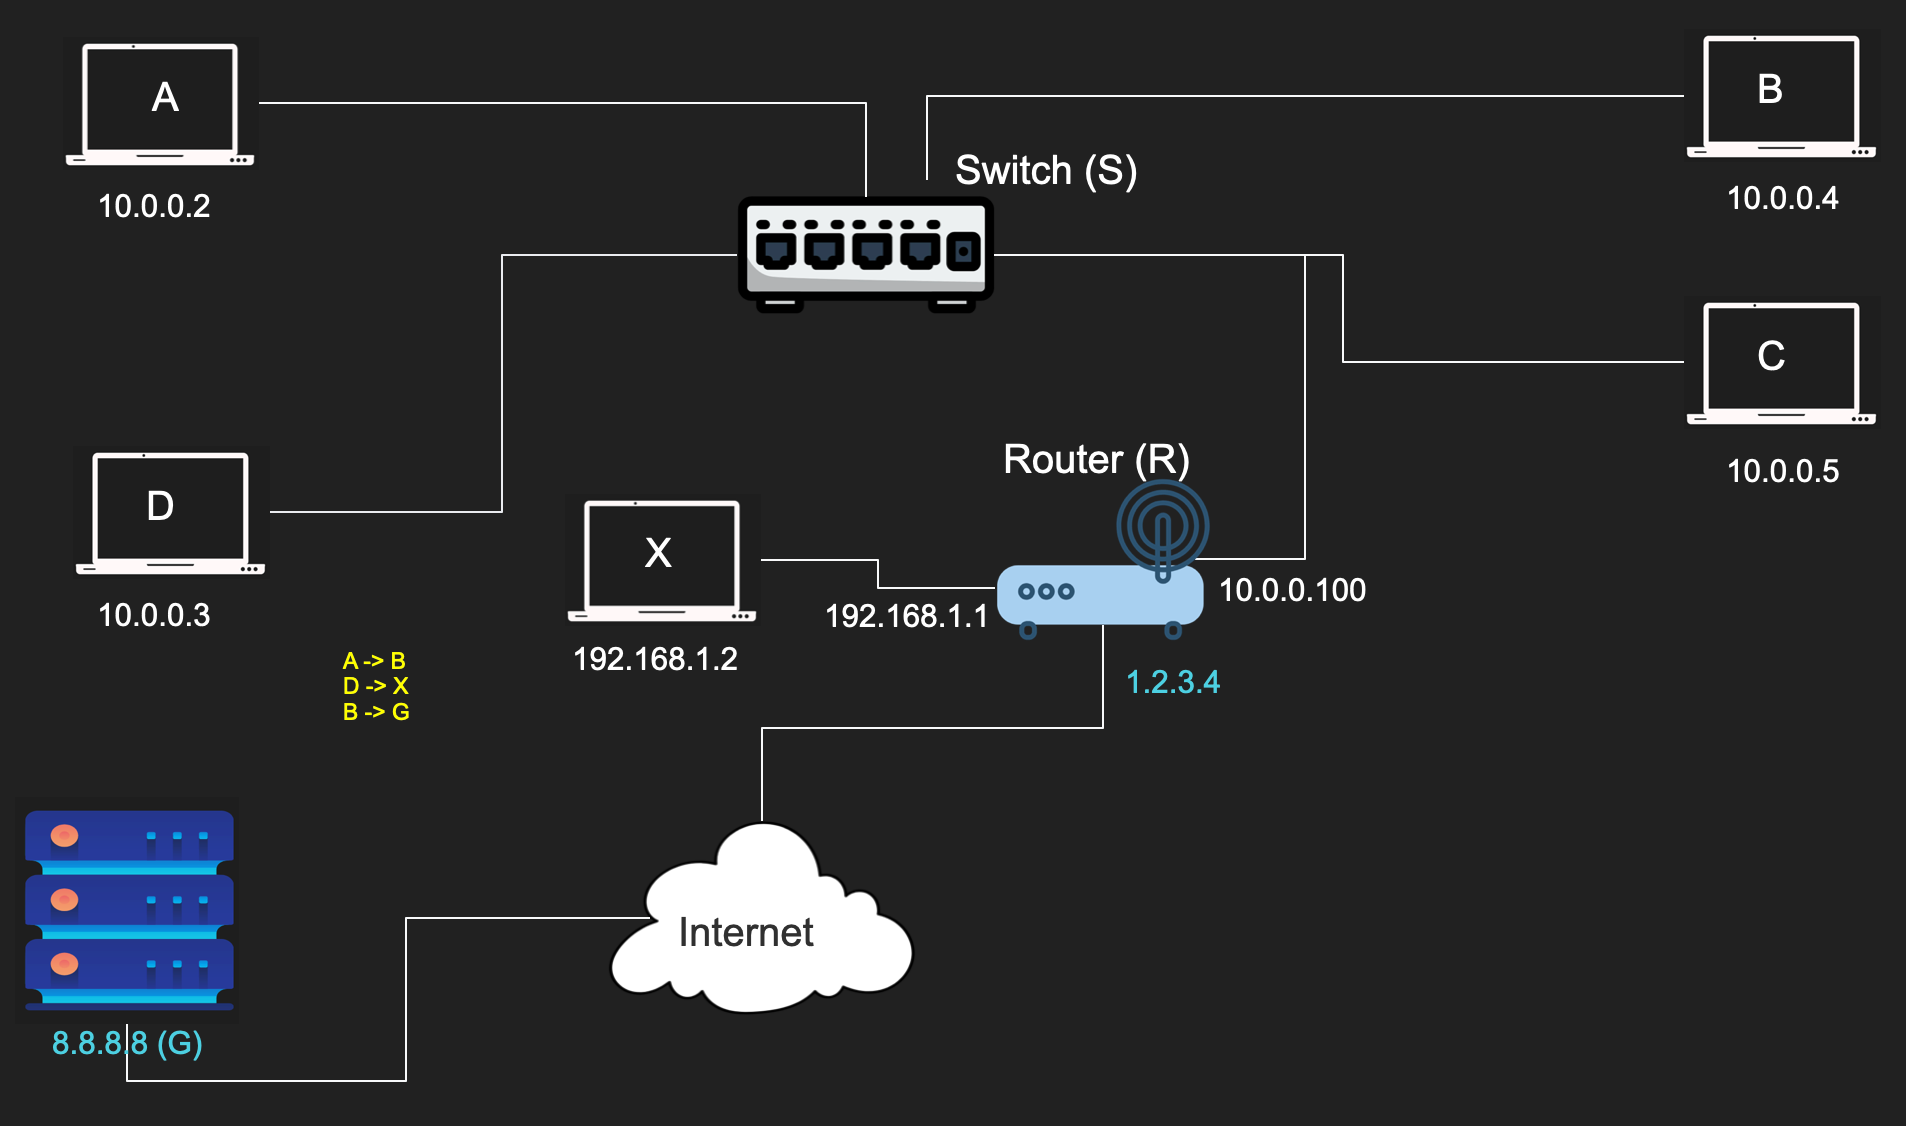 A
B
Switch (S)
10.0.0.2
10.0.0.4
C
Router (R)
10.0.0.5
D
X
10.0.0.100
10.0.0.3
192.168.1.1
192.168.1.2
A -> B
D -> X
B -> G
1.2.3.4
Internet
8.8.8.8 (G)